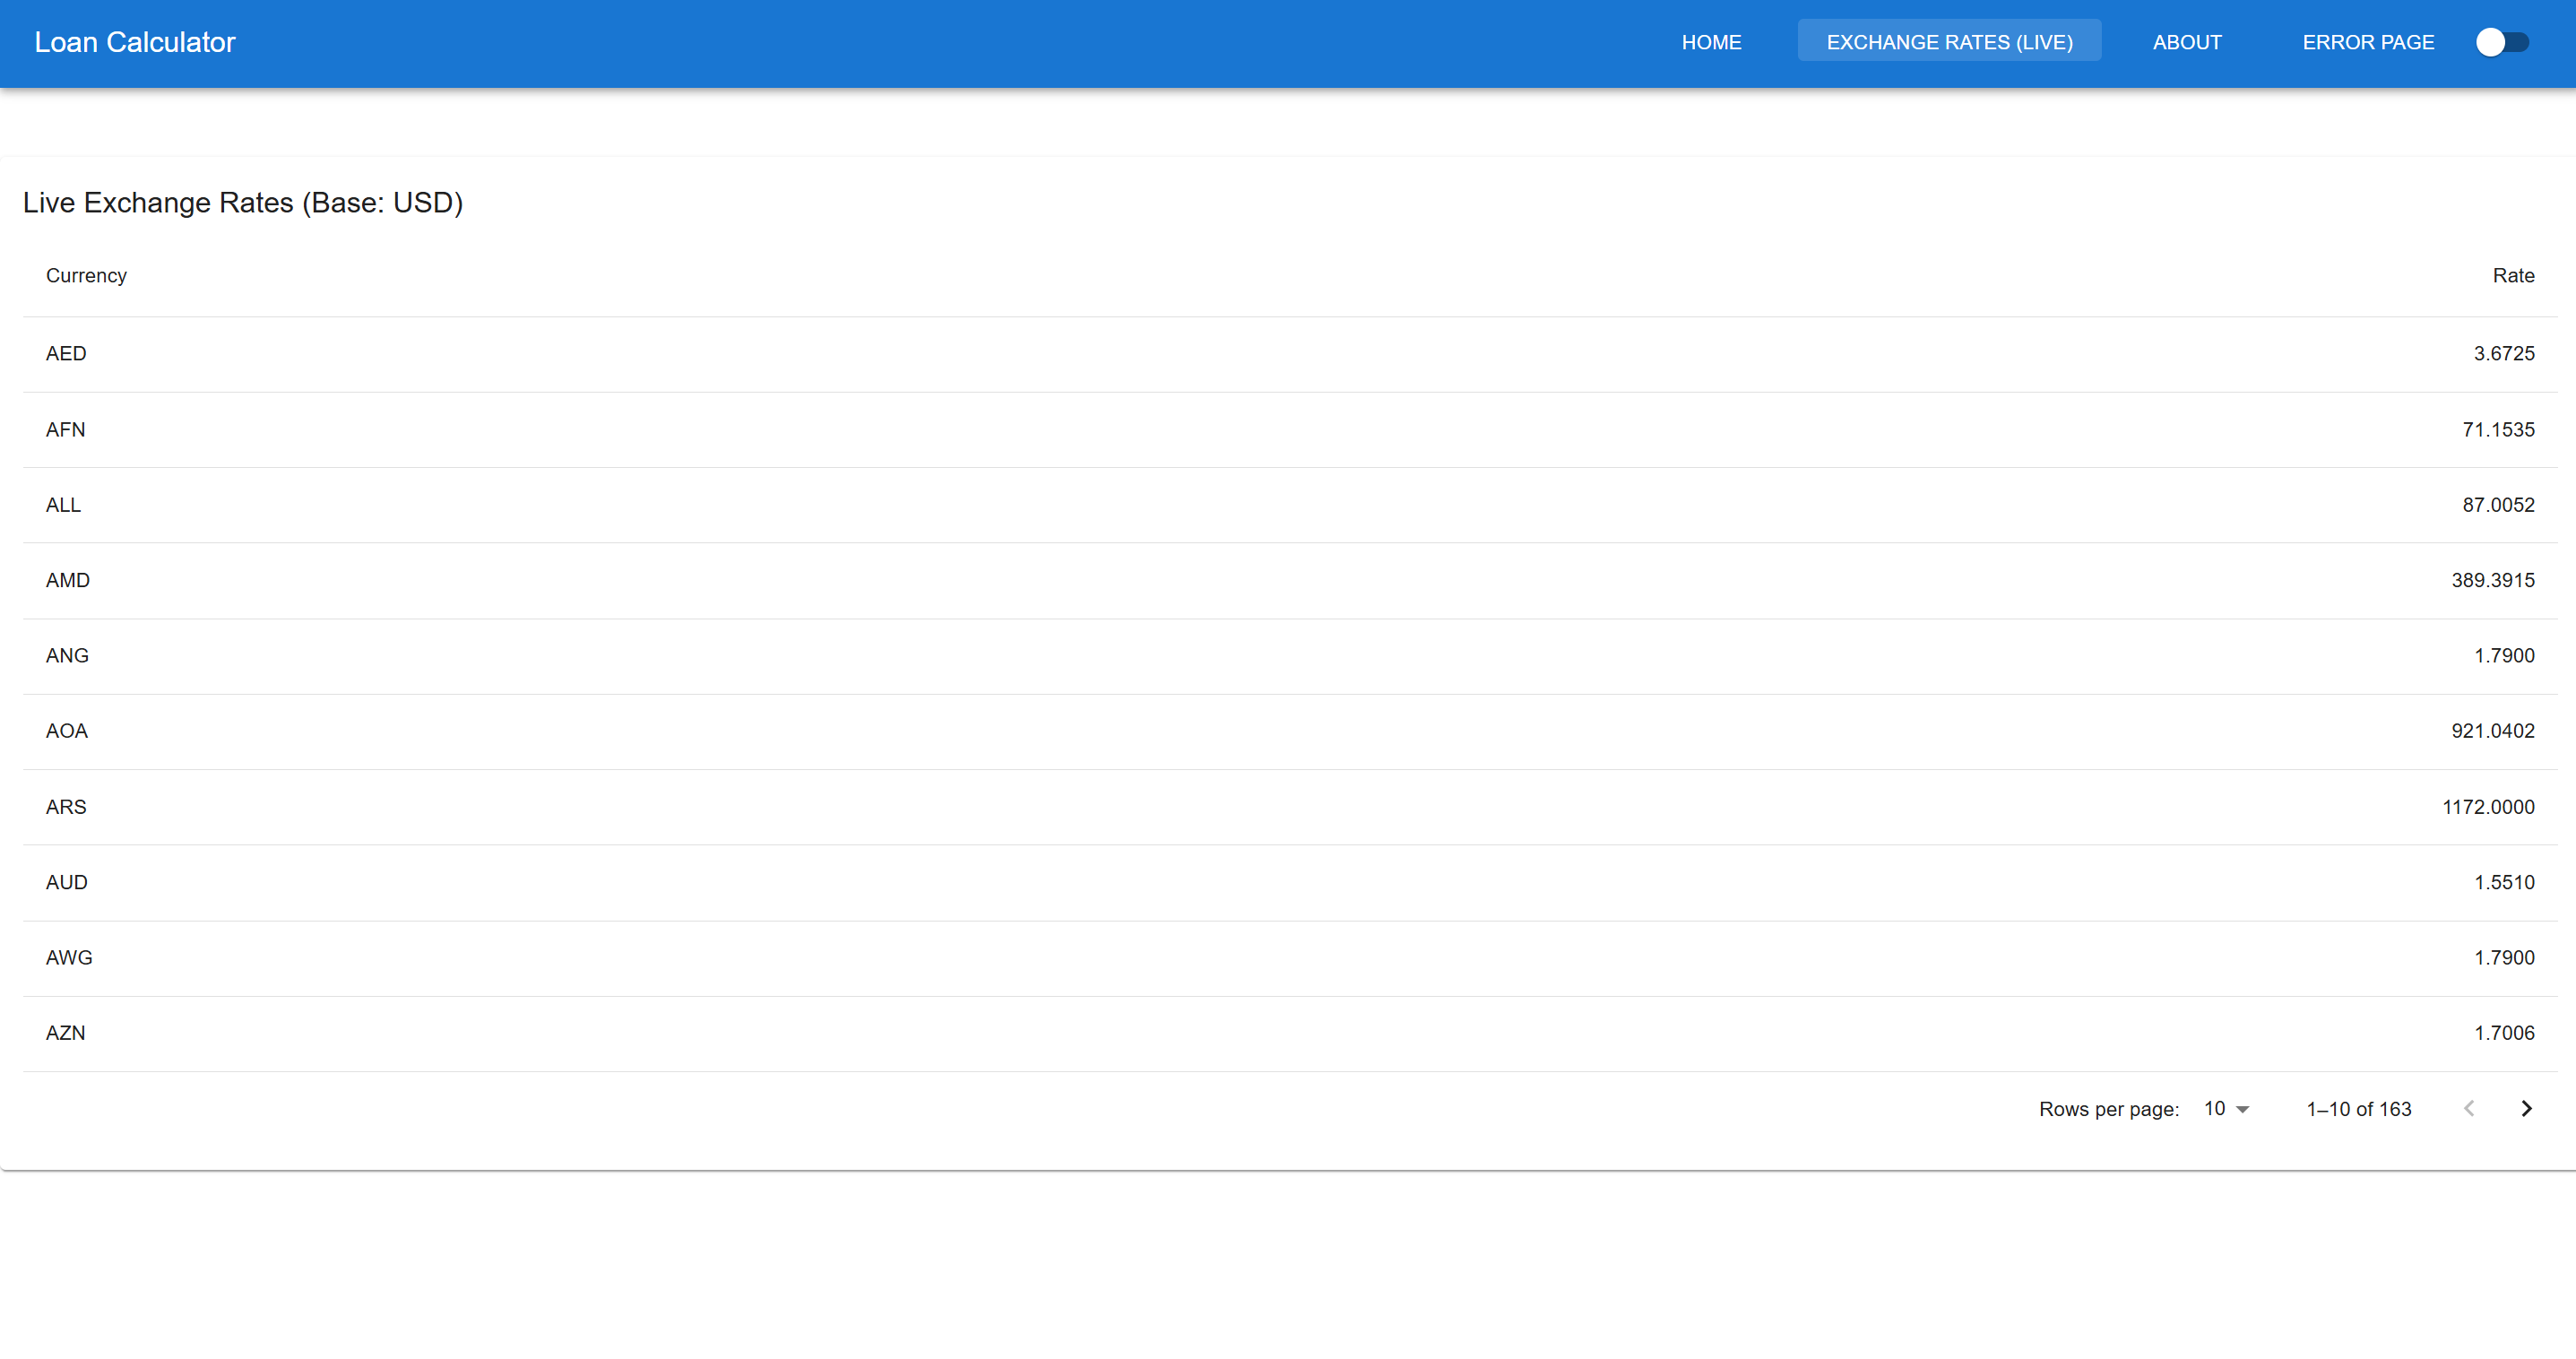 Loan Calculator HOME EXCHANGE RATES (LIVE) ABOUT ERROR PAGE
Live Exchange Rates (Base: USD)
Currency Rate
AED 3.6725
AFN 71.1535
ALL 87.0052
AMD 389.3915
ANG 1.7900
AOA 921.0402
ARS 1172.0000
AUD 1.5510
AWG 1.7900
AZN 1.7006
Rows per page: 10 1–10 of 163